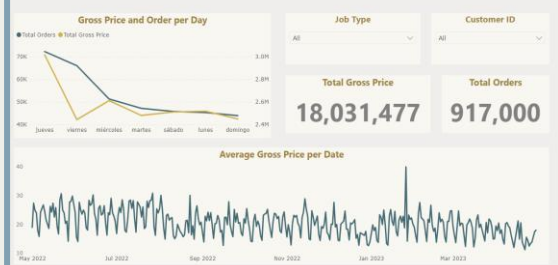 Gross Price and Order per Day
Total Orders Total Gross Price
70K
60K
50K
40K
3.0M
2.8M
2.6M
2.4M
jueves viernes miércoles martes sábado lunes domingo
Job Type
All
Customer ID
All
Total Gross Price
18,031,477
Total Orders
917,000
Average Gross Price per Date
40
30
20
10
May 2022 Jul 2022 Sep 2022 Nov 2022 Jan 2023 Mar 2023